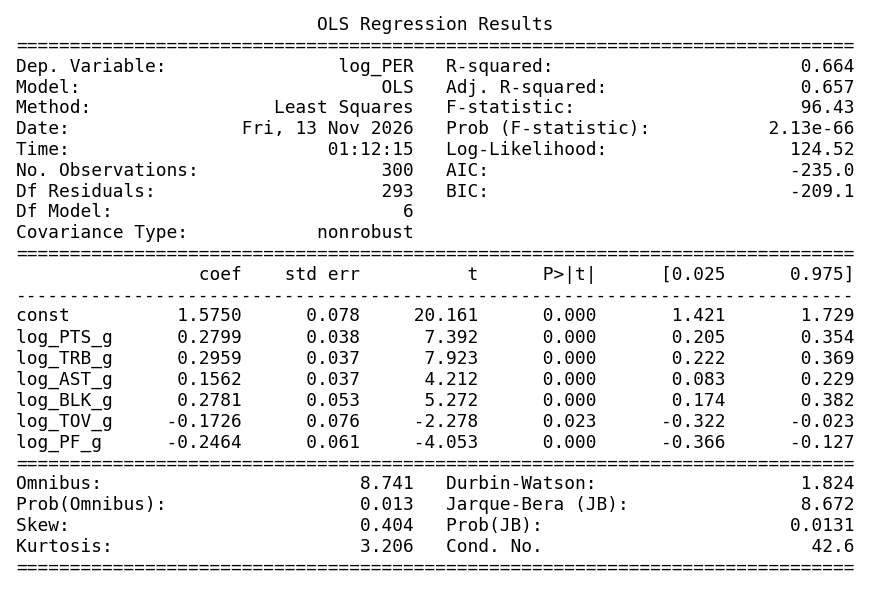 OLS Regression Results
==============================================================================
Dep. Variable:                log_PER   R-squared:                       0.664
Model:                            OLS   Adj. R-squared:                  0.657
Method:                 Least Squares   F-statistic:                     96.43
Date:                Fri, 13 Nov 2026   Prob (F-statistic):           2.13e-66
Time:                        01:12:15   Log-Likelihood:                 124.52
No. Observations:                 300   AIC:                            -235.0
Df Residuals:                     293   BIC:                            -209.1
Df Model:                           6
Covariance Type:            nonrobust
==============================================================================
                 coef    std err          t      P>|t|      [0.025      0.975]
------------------------------------------------------------------------------
const          1.5750      0.078     20.161      0.000       1.421       1.729
log_PTS_g      0.2799      0.038      7.392      0.000       0.205       0.354
log_TRB_g      0.2959      0.037      7.923      0.000       0.222       0.369
log_AST_g      0.1562      0.037      4.212      0.000       0.083       0.229
log_BLK_g      0.2781      0.053      5.272      0.000       0.174       0.382
log_TOV_g     -0.1726      0.076     -2.278      0.023      -0.322      -0.023
log_PF_g      -0.2464      0.061     -4.053      0.000      -0.366      -0.127
==============================================================================
Omnibus:                        8.741   Durbin-Watson:                   1.824
Prob(Omnibus):                  0.013   Jarque-Bera (JB):                8.672
Skew:                           0.404   Prob(JB):                       0.0131
Kurtosis:                       3.206   Cond. No.                         42.6
==============================================================================